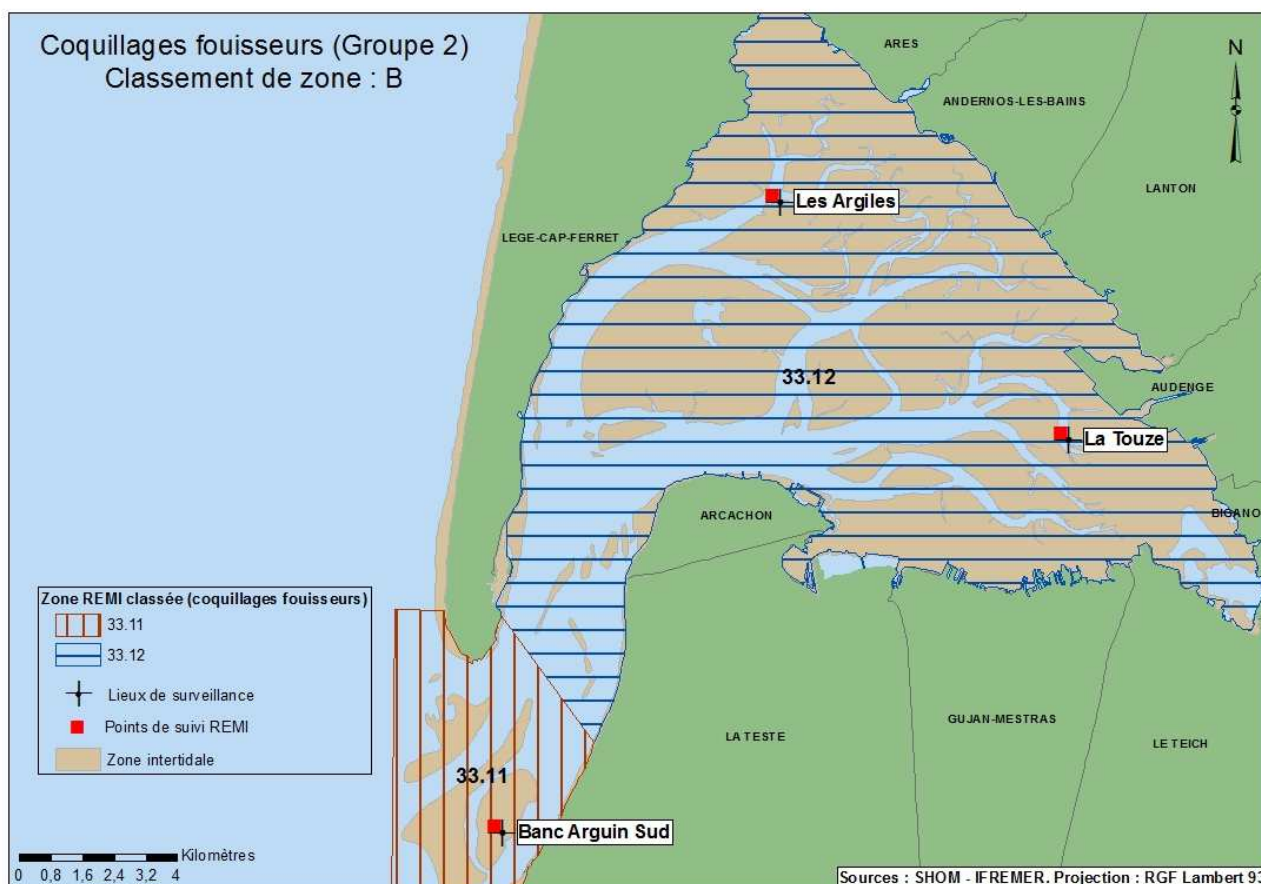 Coquillages fouisseurs (Groupe 2)
Classement de zone : B
ARES
N
ANDERNOS-LES-BAINS
LANTON
Les Argiles
LEGE-CAP-FERRET
33.12
AUDENGE
La Touze
ARCACHON
BIGANO
Zone REMI classée (coquillages fouisseurs)
33.11
33.12
Lieux de surveillance
Points de suivi REMI
Zone intertidale
LA TESTE
GUJAN-MESTRAS
LE TEICH
33.11
Banc Arguin Sud
Kilomètres
0 0,8 1,6 2,4 3,2 4
Sources : SHOM - IFREMER. Projection : RGF Lambert 93